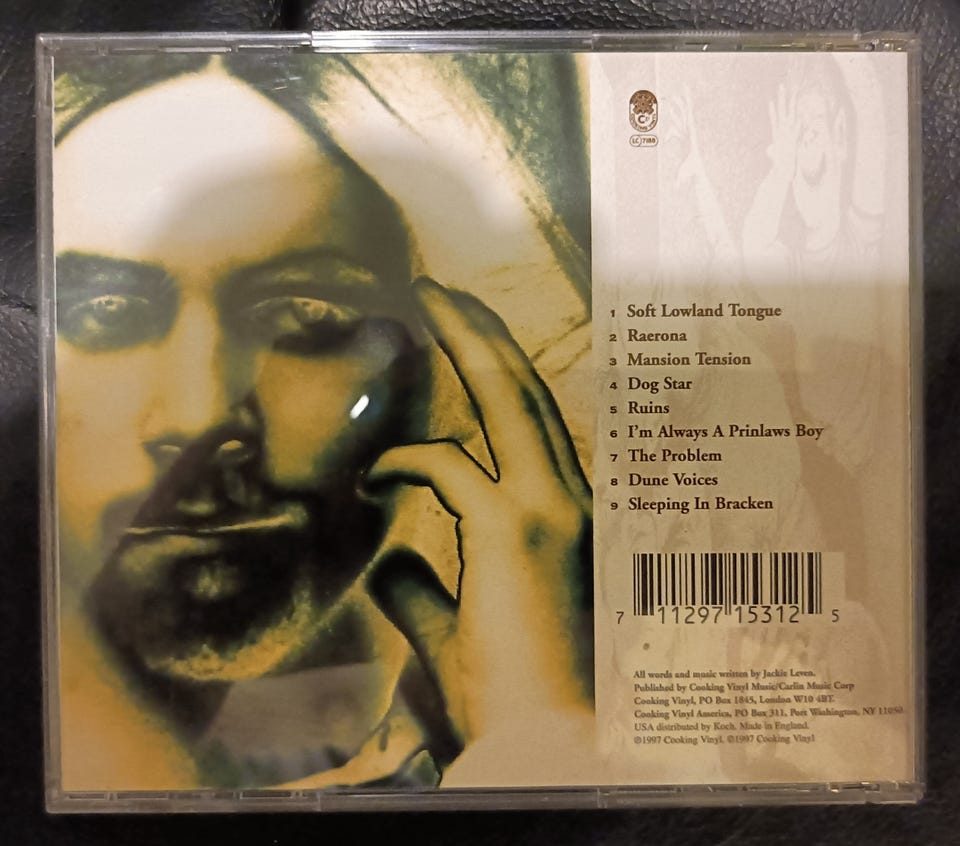 LC 7180
1 Soft Lowland Tongue
2 Raerona
3 Mansion Tension
4 Dog Star
5 Ruins
6 I'm Always A Prinlaws Boy
7 The Problem
8 Dune Voices
9 Sleeping In Bracken
7 11297 15312 5
All words and music written by Jackie Leven.
Published by Cooking Vinyl Music/Carlin Music Corp
Cooking Vinyl, PO Box 1845, London W10 4BT.
Cooking Vinyl America, PO Box 311, Port Washington, NY 11050
USA distributed by Koch. Made in England.
℗1997 Cooking Vinyl. ©1997 Cooking Vinyl